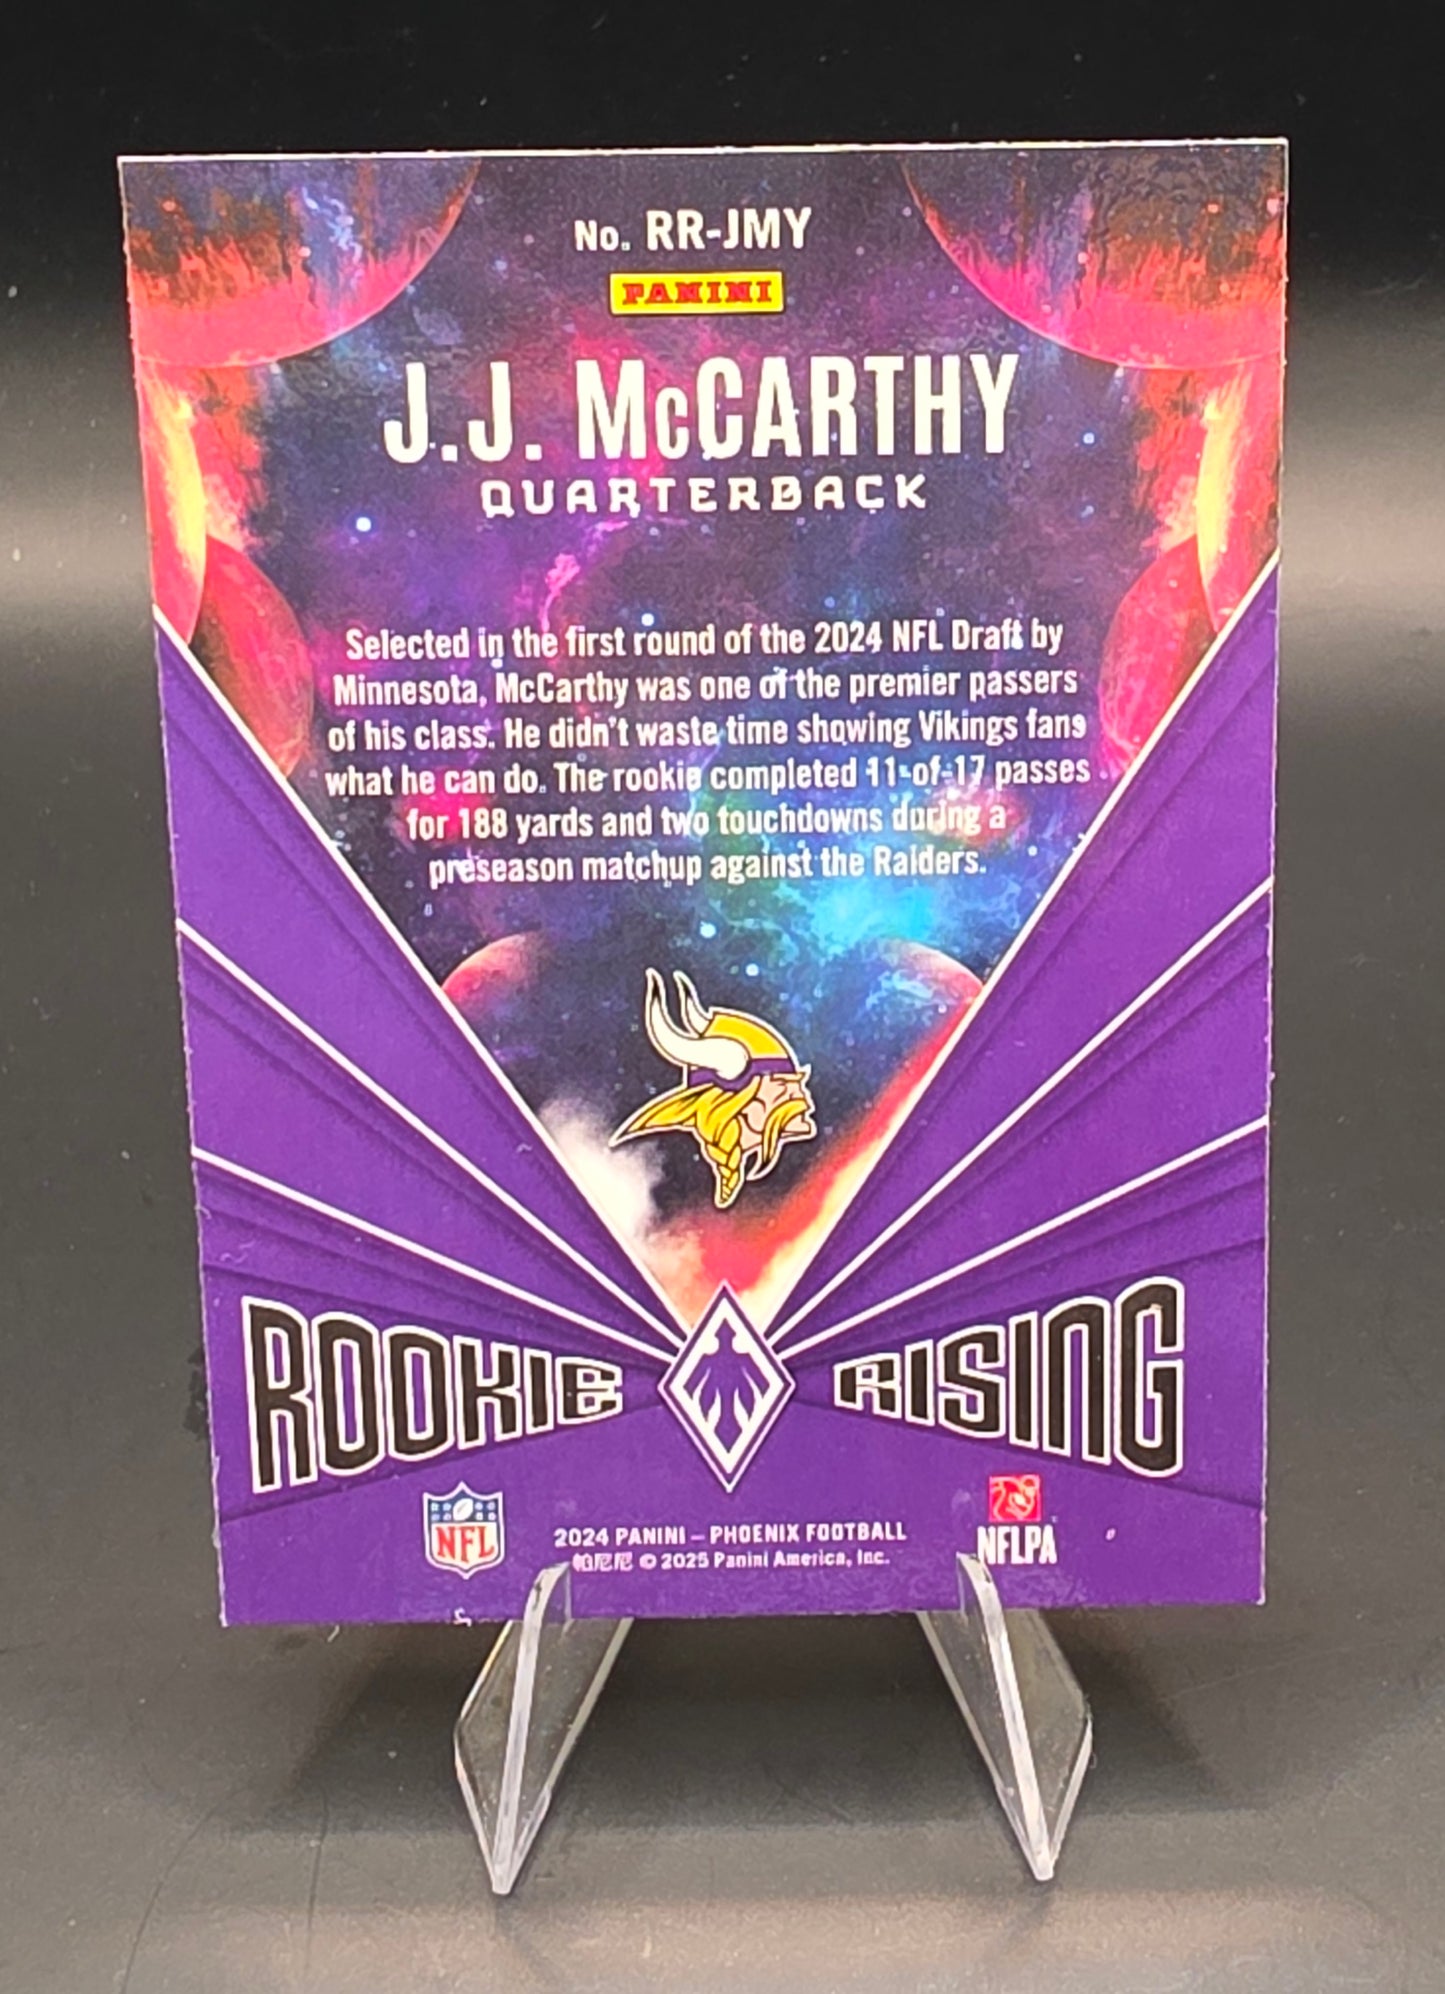 No. RR-JMY
PANINI
J.J. McCARTHY
QUARTERBACK
Selected in the first round of the 2024 NFL Draft by
Minnesota, McCarthy was one of the premier passers
of his class. He didn't waste time showing Vikings fans
what he can do. The rookie completed 11-of-17 passes
for 188 yards and two touchdowns during a
preseason matchup against the Raiders.
ROOKIE RISING
NFL
2024 PANINI – PHOENIX FOOTBALL
帕尼尼 © 2025 Panini America, Inc.
NFLPA